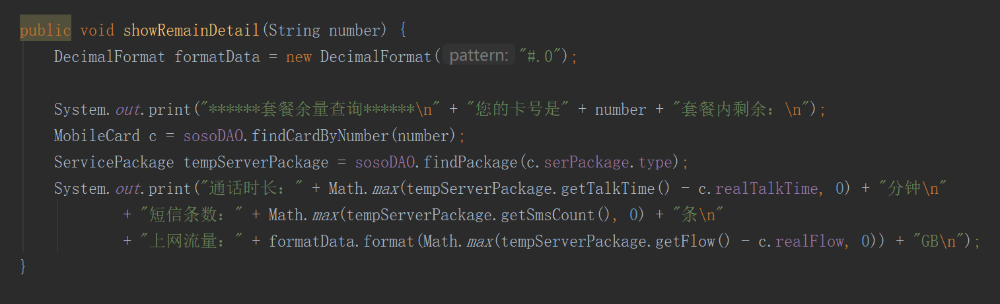 public void showRemainDetail(String number) {
DecimalFormat formatData = new DecimalFormat( pattern: "#.0");
System.out.print("******套餐余量查询******\n" + "您的卡号是" + number + "套餐内剩余：\n");
MobileCard c = sosoDAO.findCardByNumber(number);
ServicePackage tempServerPackage = sosoDAO.findPackage(c.serPackage.type);
System.out.print("通话时长：" + Math.max(tempServerPackage.getTalkTime() - c.realTalkTime, 0) + "分钟\n"
+ "短信条数：" + Math.max(tempServerPackage.getSmsCount(), 0) + "条\n"
+ "上网流量：" + formatData.format(Math.max(tempServerPackage.getFlow() - c.realFlow, 0)) + "GB\n");
}